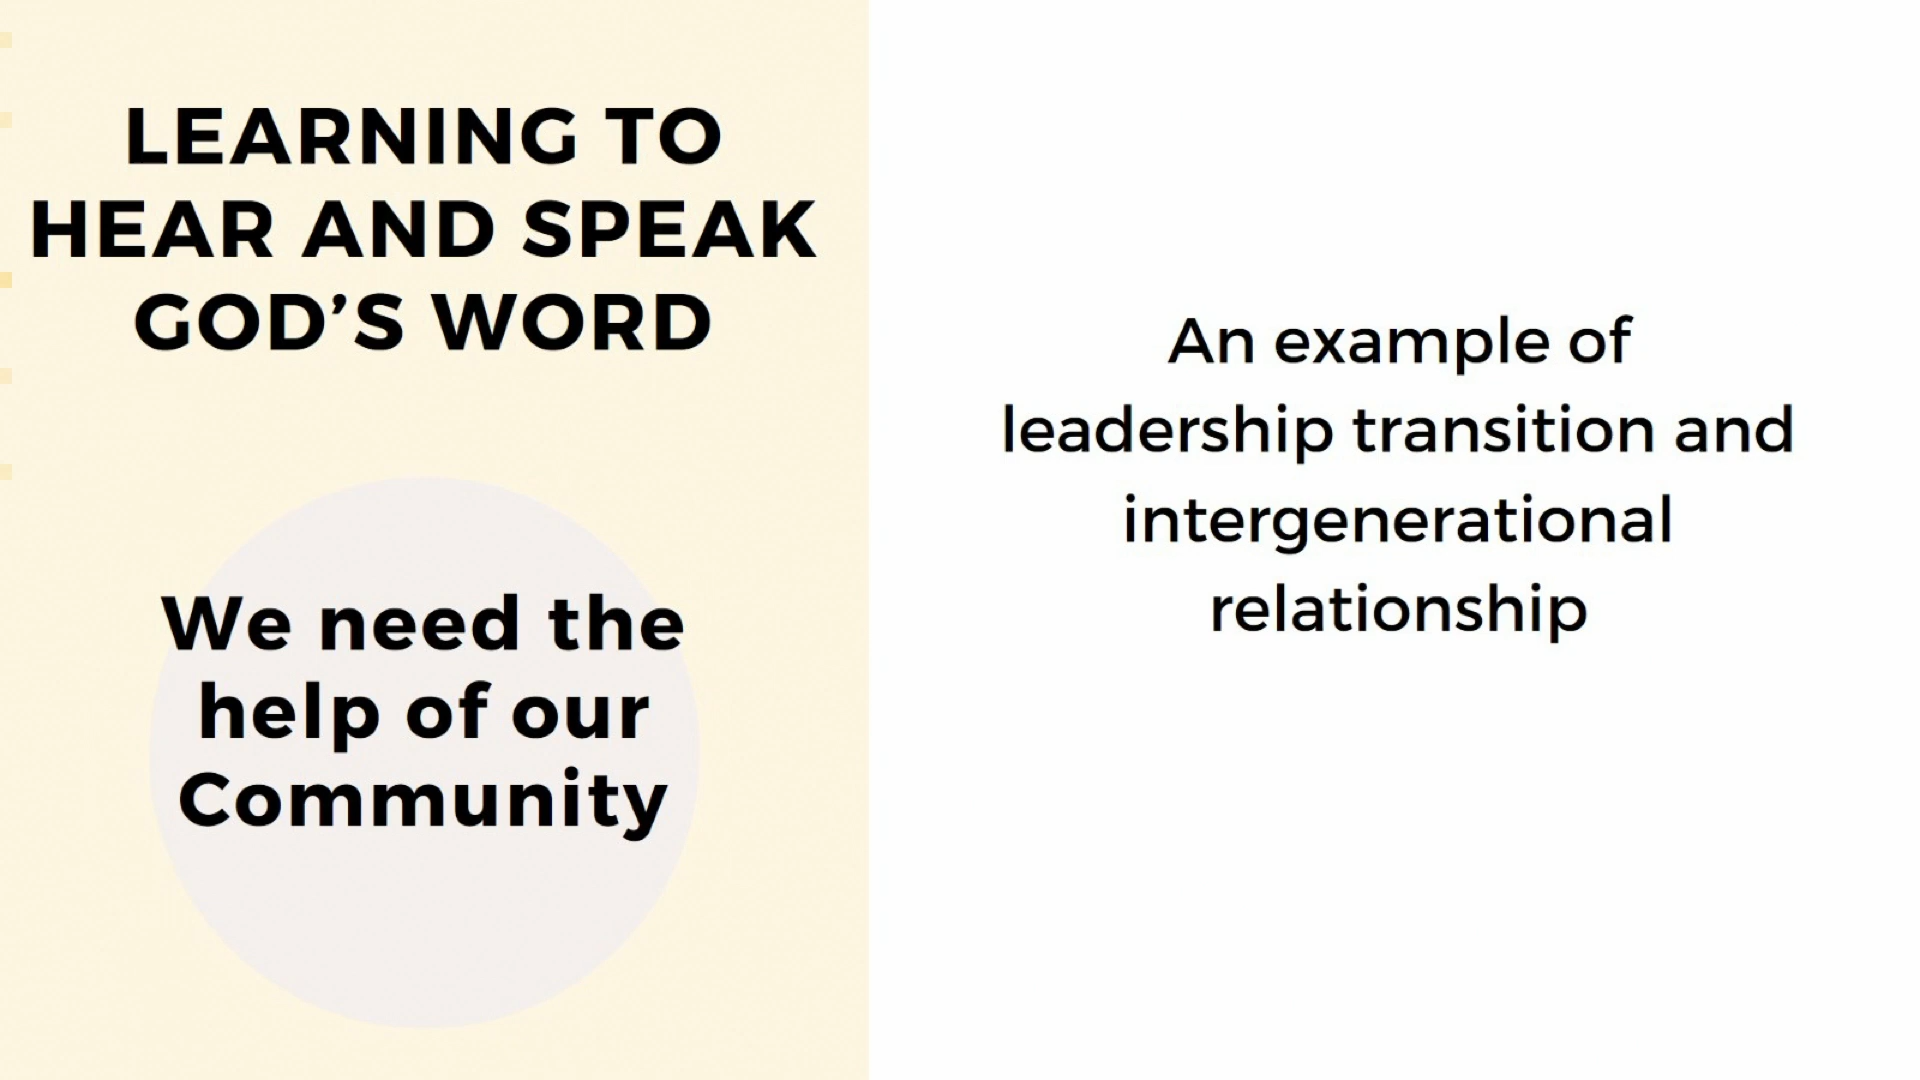 LEARNING TO
HEAR AND SPEAK
GOD’S WORD
We need the
help of our
Community
An example of
leadership transition and
intergenerational
relationship